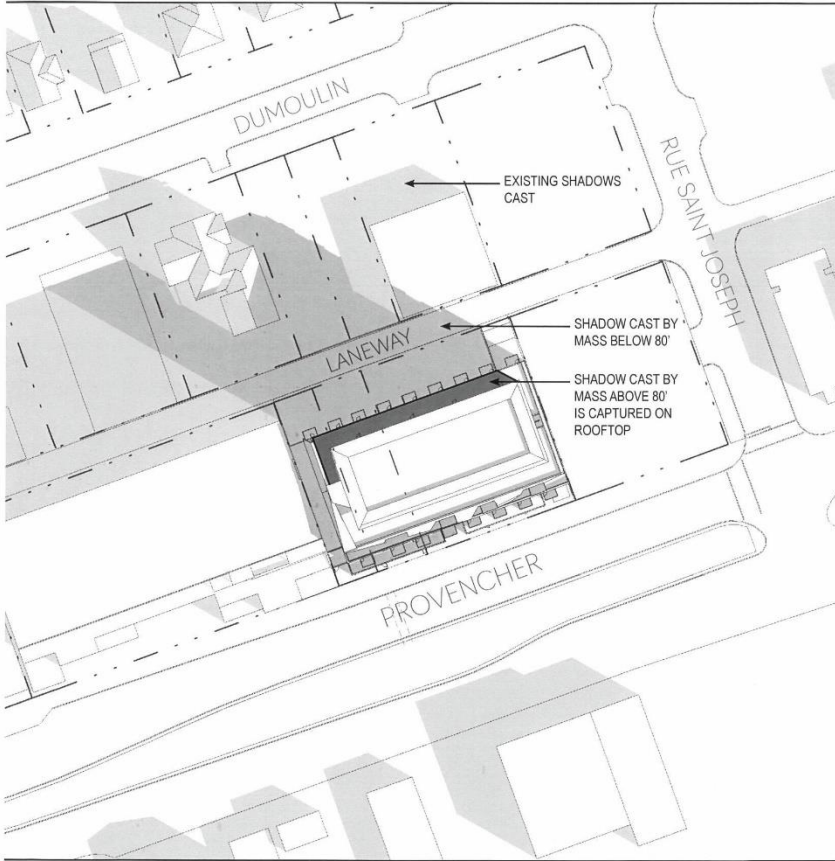 DUMOULIN
EXISTING SHADOWS
CAST
RUE SAINT JOSEPH
SHADOW CAST BY
MASS BELOW 80'
LANEWAY
SHADOW CAST BY
MASS ABOVE 80'
IS CAPTURED ON
ROOFTOP
PROVENCHER